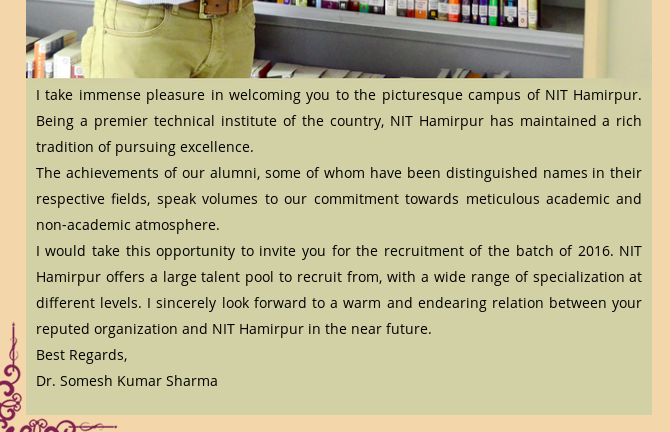 I take immense pleasure in welcoming you to the picturesque campus of NIT Hamirpur.
Being a premier technical institute of the country, NIT Hamirpur has maintained a rich
tradition of pursuing excellence.
The achievements of our alumni, some of whom have been distinguished names in their
respective fields, speak volumes to our commitment towards meticulous academic and
non-academic atmosphere.
I would take this opportunity to invite you for the recruitment of the batch of 2016. NIT
Hamirpur offers a large talent pool to recruit from, with a wide range of specialization at
different levels. I sincerely look forward to a warm and endearing relation between your
reputed organization and NIT Hamirpur in the near future.
Best Regards,
Dr. Somesh Kumar Sharma